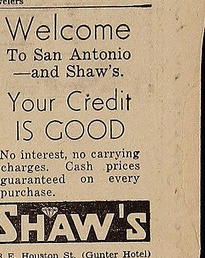 Welcome
To San Antonio
—and Shaw's.
Your Credit
IS GOOD
No interest, no carrying
charges. Cash prices
guaranteed on every
purchase.
SHAW'S
E. Houston St. (Gunter Hotel)